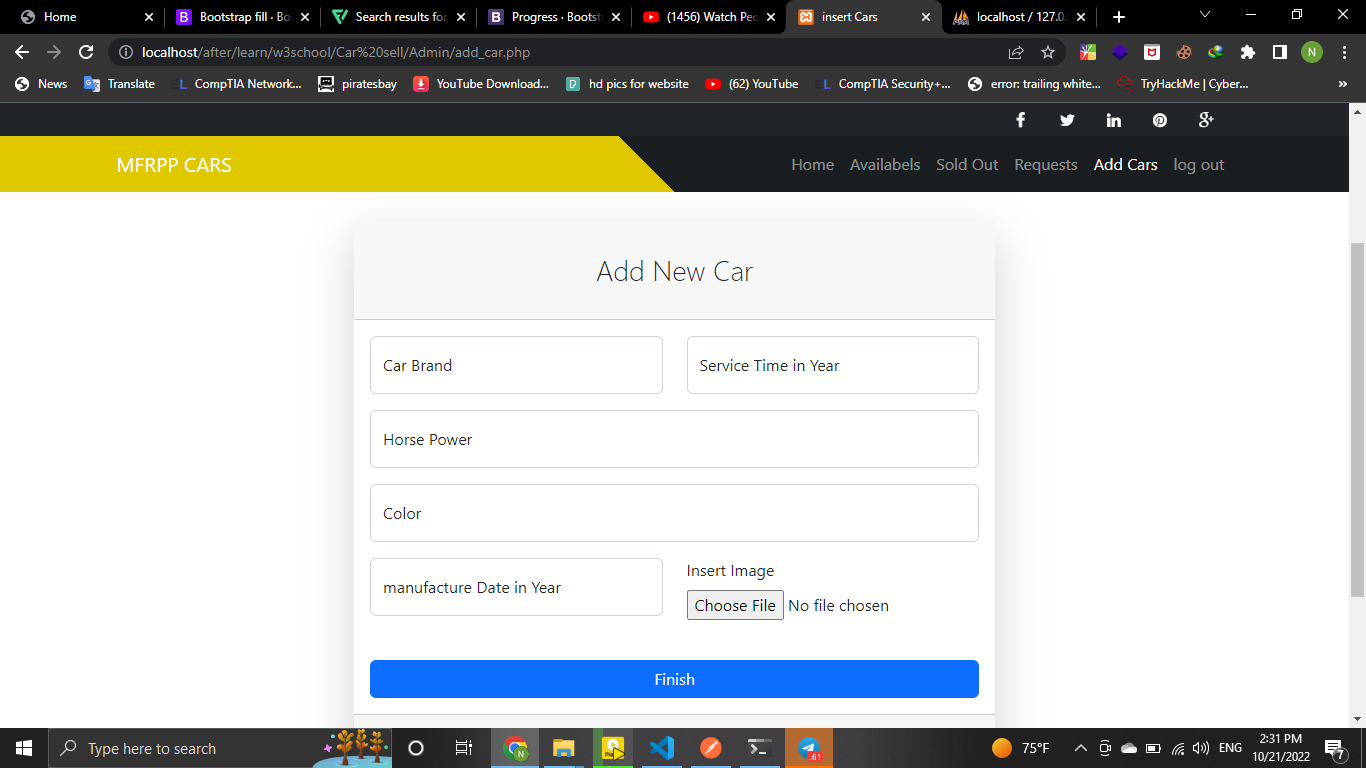 Home
Bootstrap fill · Bo
Search results for
Progress · Bootst
(1456) Watch Peo
insert Cars
localhost / 127.0.
localhost/after/learn/w3school/Car%20sell/Admin/add_car.php
N
News
Translate
CompTIA Network...
piratesbay
YouTube Download...
hd pics for website
(62) YouTube
CompTIA Security+...
error: trailing white...
TryHackMe | Cyber...
»
MFRPP CARS
Home
Availabels
Sold Out
Requests
Add Cars
log out
Add New Car
Car Brand
Service Time in Year
Horse Power
Color
manufacture Date in Year
Insert Image
Choose File No file chosen
Finish
Type here to search
.61
75°F
ENG
2:31 PM
10/21/2022
7